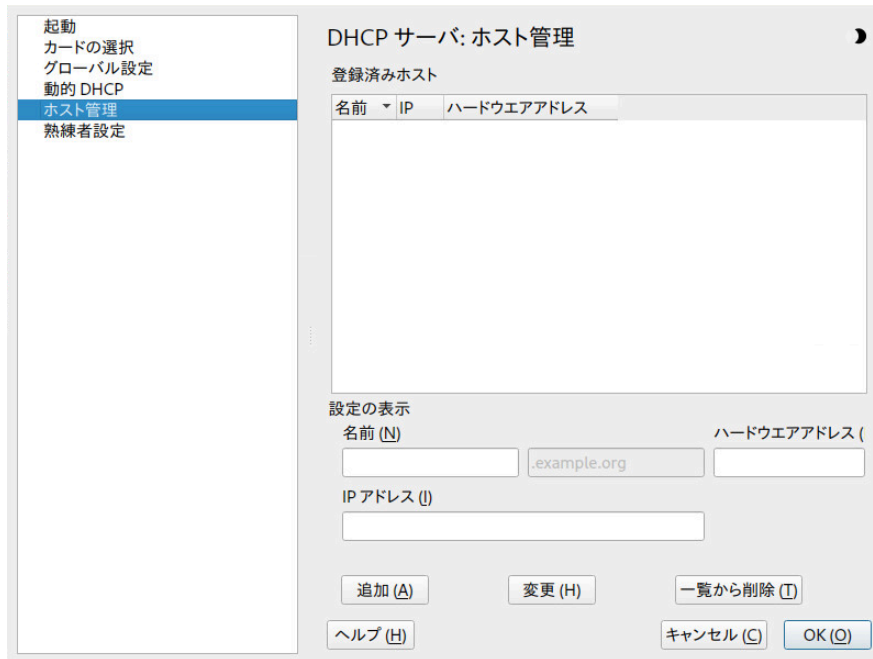 起動
カードの選択
グローバル設定
動的 DHCP
ホスト管理
熟練者設定
DHCP サーバ: ホスト管理
登録済みホスト
名前 IP ハードウエアアドレス
設定の表示
名前 (N) ハードウエアアドレス (
.example.org
IP アドレス (I)
追加 (A) 変更 (H) 一覧から削除 (T)
ヘルプ (H) キャンセル (C) OK (O)